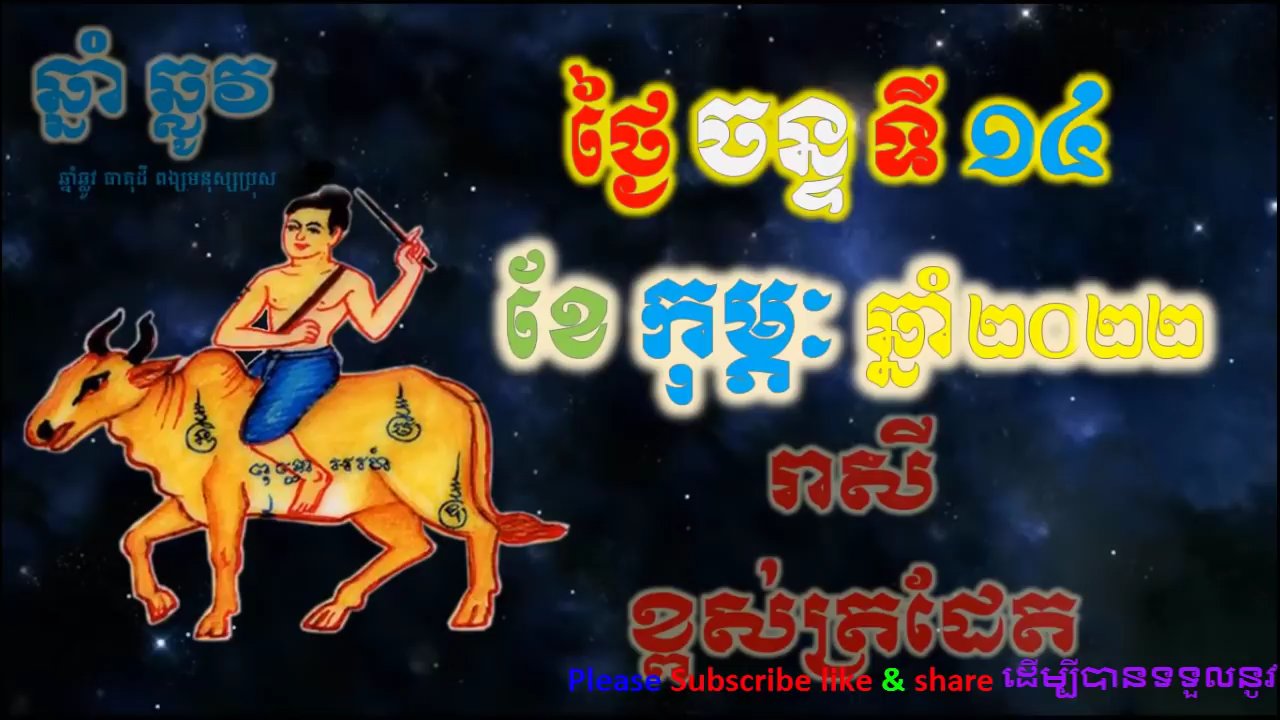 ឆ្នាំ ឆ្លូវ
ឆ្នាំឆ្លូវ ធាតុដី ពង្សមនុស្សប្រុស
ថ្ងៃ ចន្ទ ទី ១៤
ខែ កុម្ភៈ ឆ្នាំ ២០២២
រាសី
ខ្ពស់ត្រដែត
Please Subscribe like & share ដើម្បីបានទទួលនូវ